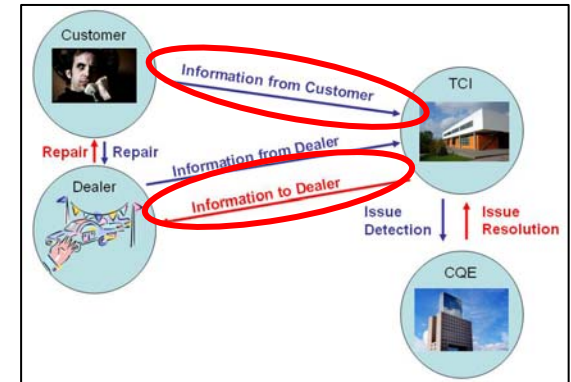 Customer
Information from Customer
TCI
Repair
Repair
Information from Dealer
Dealer
Information to Dealer
Issue
Detection
Issue
Resolution
CQE